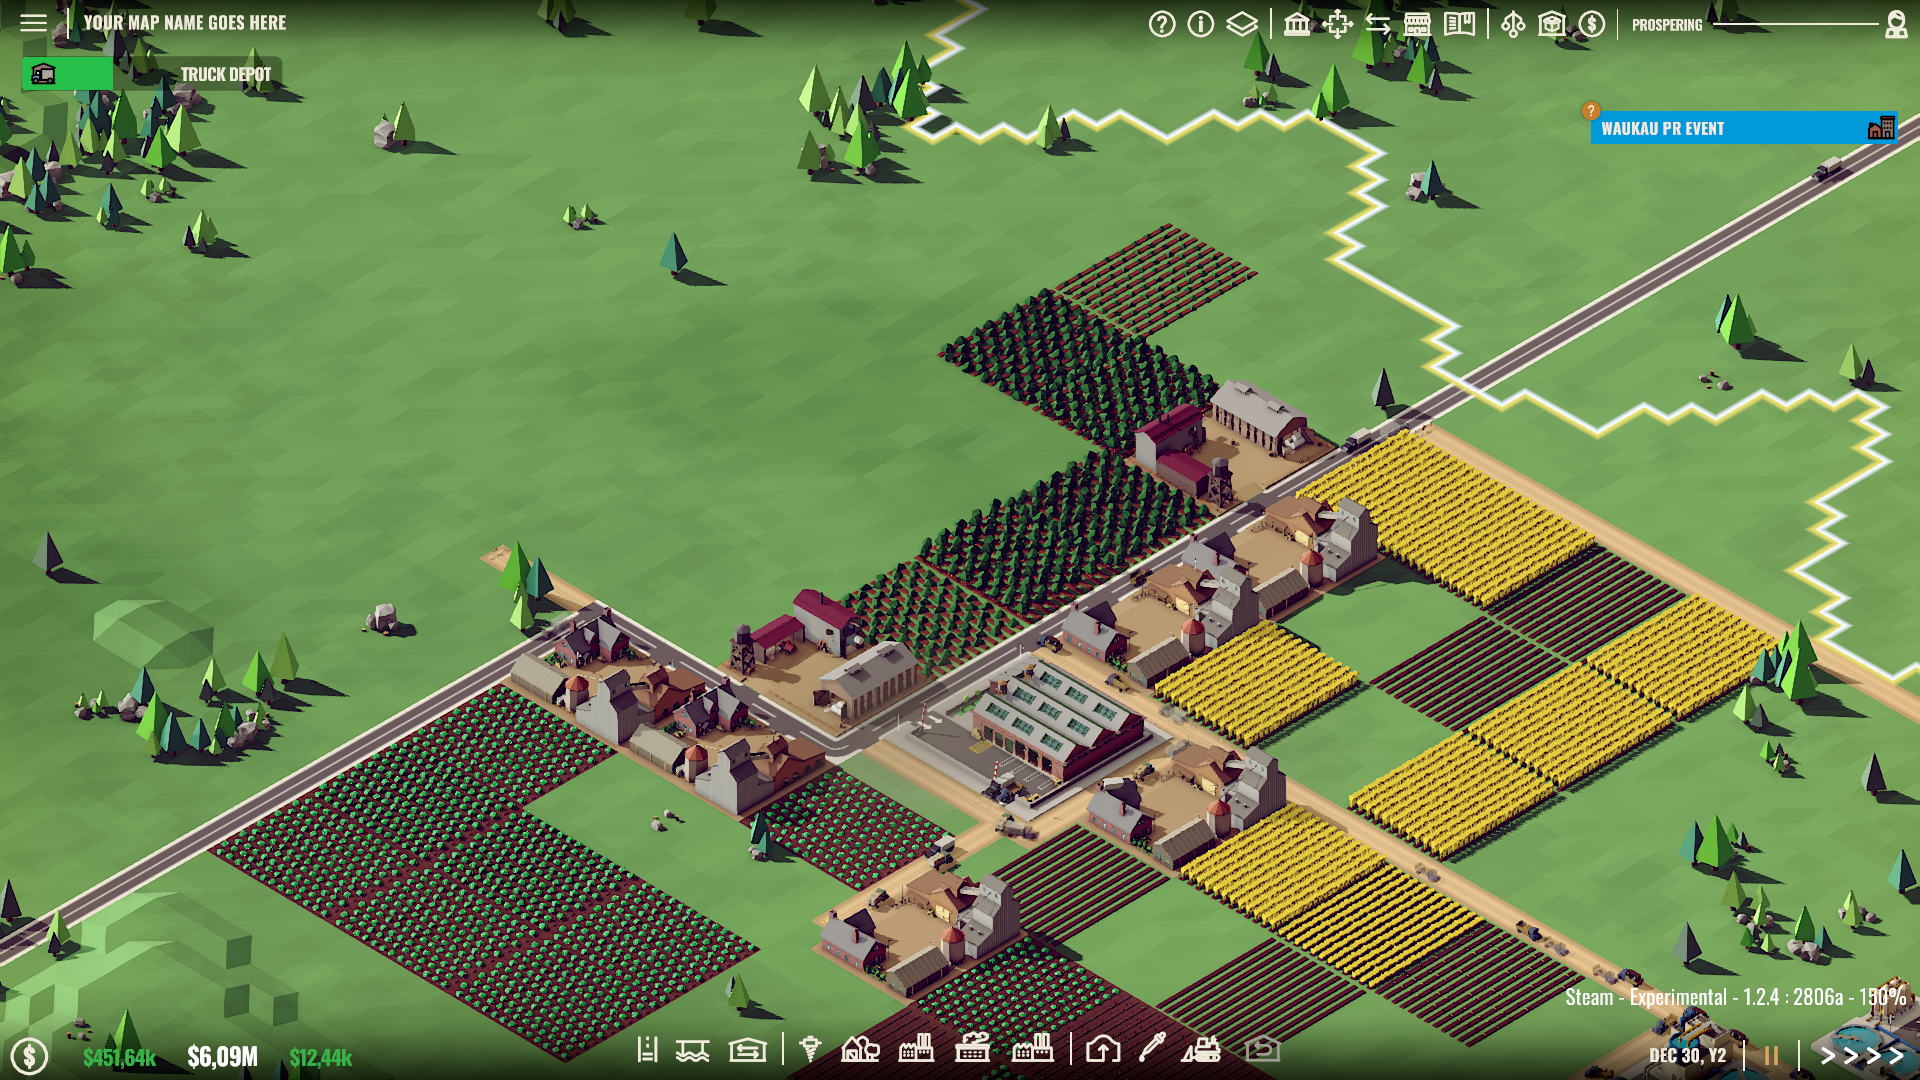 YOUR MAP NAME GOES HERE
PROSPERING
TRUCK DEPOT
?
WAUKAU PR EVENT
Steam - Experimental - 1.2.4 : 2806a - 150%
$451,64k $6,09M $12,44k
DEC 30, Y2